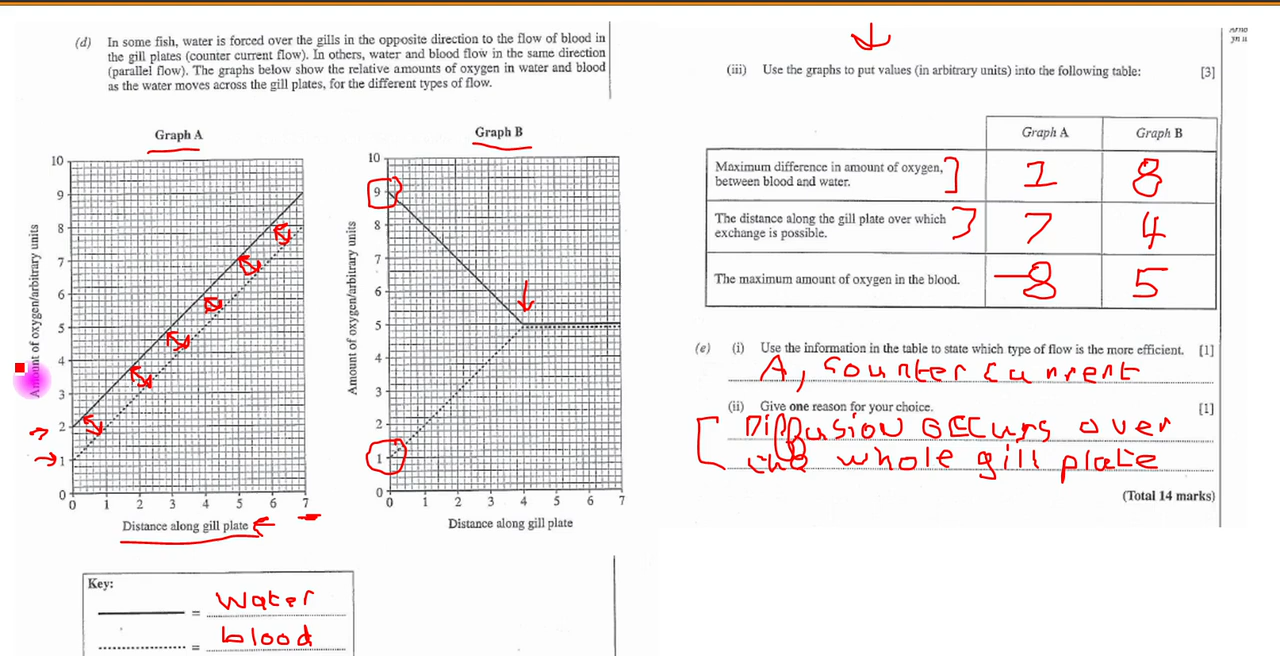 (d) In some fish, water is forced over the gills in the opposite direction to the flow of blood in
the gill plates (counter current flow). In others, water and blood flow in the same direction
(parallel flow). The graphs below show the relative amounts of oxygen in water and blood
as the water moves across the gill plates, for the different types of flow.
Graph A
Amount of oxygen/arbitrary units
10
9
8
7
6
5
4
3
2
1
0
0 1 2 3 4 5 6 7
Distance along gill plate
Graph B
Amount of oxygen/arbitrary units
10
9
8
7
6
5
4
3
2
1
0
0 1 2 3 4 5 6 7
Distance along gill plate
Key:
= water
= blood
(iii) Use the graphs to put values (in arbitrary units) into the following table: [3]
Graph A Graph B
Maximum difference in amount of oxygen,
between blood and water. 1 8
The distance along the gill plate over which
exchange is possible. 7 4
The maximum amount of oxygen in the blood. 8 5
(e) (i) Use the information in the table to state which type of flow is the more efficient. [1]
A, Counter current
(ii) Give one reason for your choice. [1]
Diffusion occurs over
the whole gill plate
(Total 14 marks)